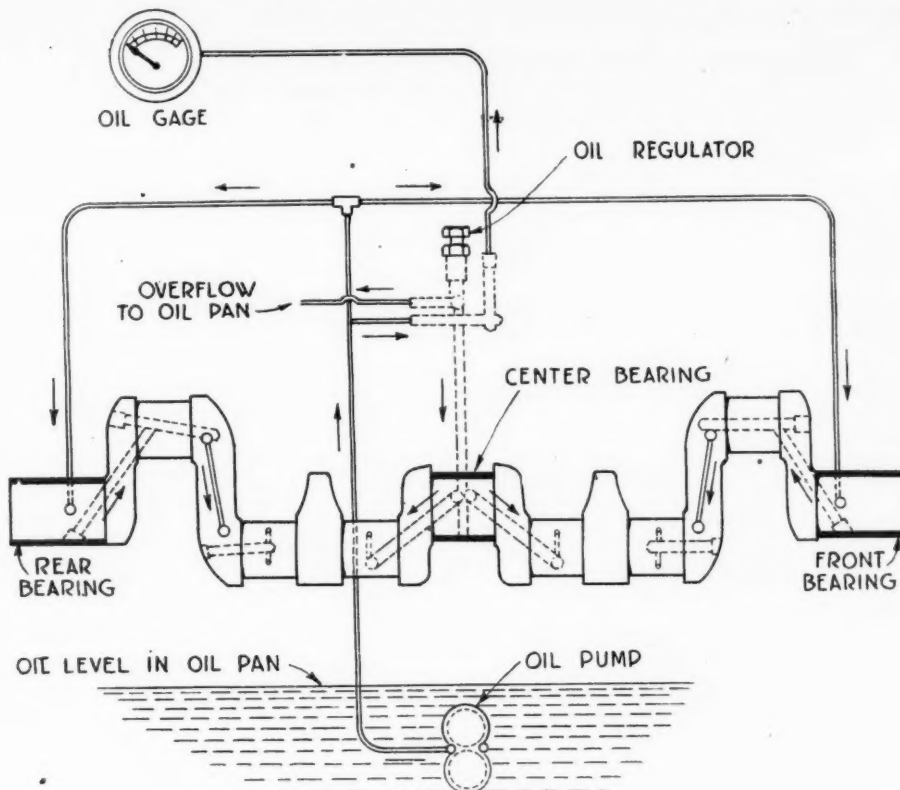 OIL GAGE
OIL REGULATOR
OVERFLOW
TO OIL PAN
CENTER BEARING
REAR
BEARING
FRONT
BEARING
OIL LEVEL IN OIL PAN
OIL PUMP